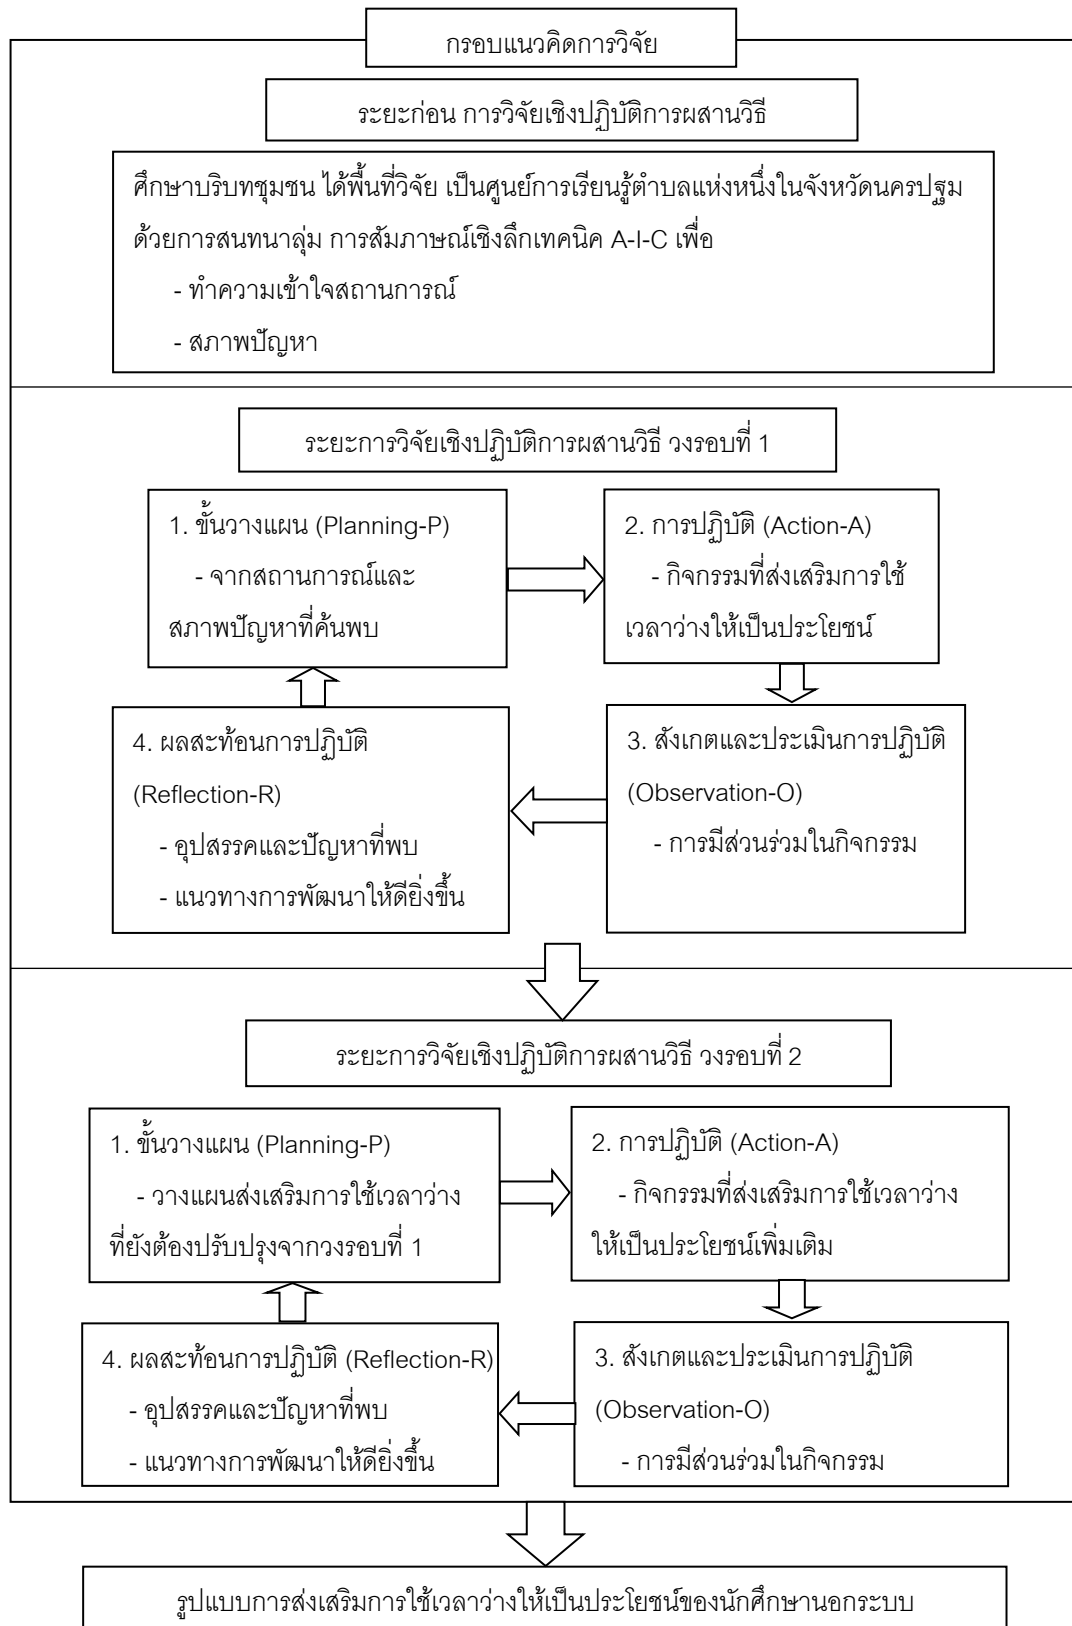 กรอบแนวคิดการวิจัย
ระยะก่อน การวิจัยเชิงปฏิบัติการผสานวิธี
ศึกษาบริบทชุมชน ได้พื้นที่วิจัย เป็นศูนย์การเรียนรู้ตำบลแห่งหนึ่งในจังหวัดนครปฐม
ด้วยการสนทนาลุ่ม การสัมภาษณ์เชิงลึกเทคนิค A-I-C เพื่อ
- ทำความเข้าใจสถานการณ์
- สภาพปัญหา
ระยะการวิจัยเชิงปฏิบัติการผสานวิธี วงรอบที่ 1
1. ขั้นวางแผน (Planning-P)
- จากสถานการณ์และ
สภาพปัญหาที่ค้นพบ
2. การปฏิบัติ (Action-A)
- กิจกรรมที่ส่งเสริมการใช้
เวลาว่างให้เป็นประโยชน์
3. สังเกตและประเมินการปฏิบัติ
(Observation-O)
- การมีส่วนร่วมในกิจกรรม
4. ผลสะท้อนการปฏิบัติ
(Reflection-R)
- อุปสรรคและปัญหาที่พบ
- แนวทางการพัฒนาให้ดียิ่งขึ้น
ระยะการวิจัยเชิงปฏิบัติการผสานวิธี วงรอบที่ 2
1. ขั้นวางแผน (Planning-P)
- วางแผนส่งเสริมการใช้เวลาว่าง
ที่ยังต้องปรับปรุงจากวงรอบที่ 1
2. การปฏิบัติ (Action-A)
- กิจกรรมที่ส่งเสริมการใช้เวลาว่าง
ให้เป็นประโยชน์เพิ่มเติม
3. สังเกตและประเมินการปฏิบัติ
(Observation-O)
- การมีส่วนร่วมในกิจกรรม
4. ผลสะท้อนการปฏิบัติ (Reflection-R)
- อุปสรรคและปัญหาที่พบ
- แนวทางการพัฒนาให้ดียิ่งขึ้น
รูปแบบการส่งเสริมการใช้เวลาว่างให้เป็นประโยชน์ของนักศึกษานอกระบบ